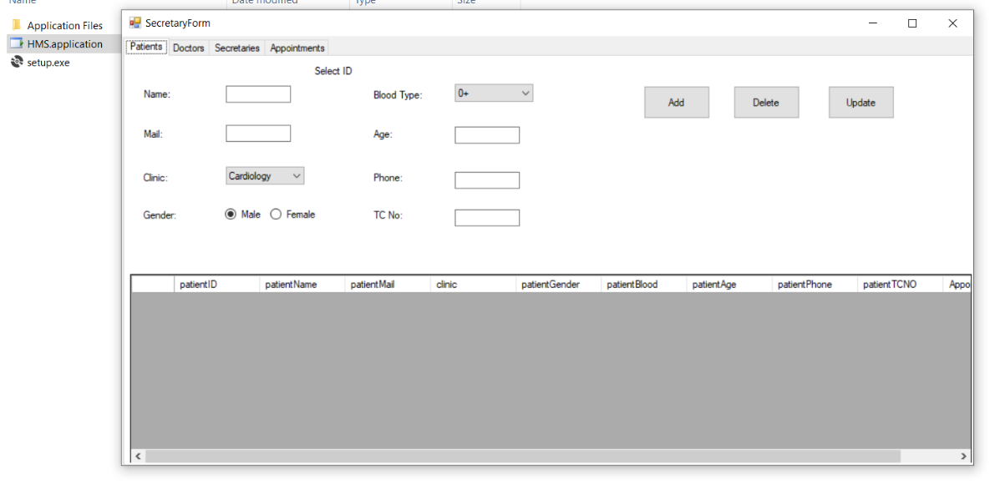 Name Date modified Type Size
Application Files
HMS.application
setup.exe
SecretaryForm
Patients Doctors Secretaries Appointments
Select ID
Name: Blood Type: 0+ Add Delete Update
Mail: Age:
Clinic: Cardiology Phone:
Gender: Male Female TC No:
patientID patientName patientMail clinic patientGender patientBlood patientAge patientPhone patientTCNO Appo